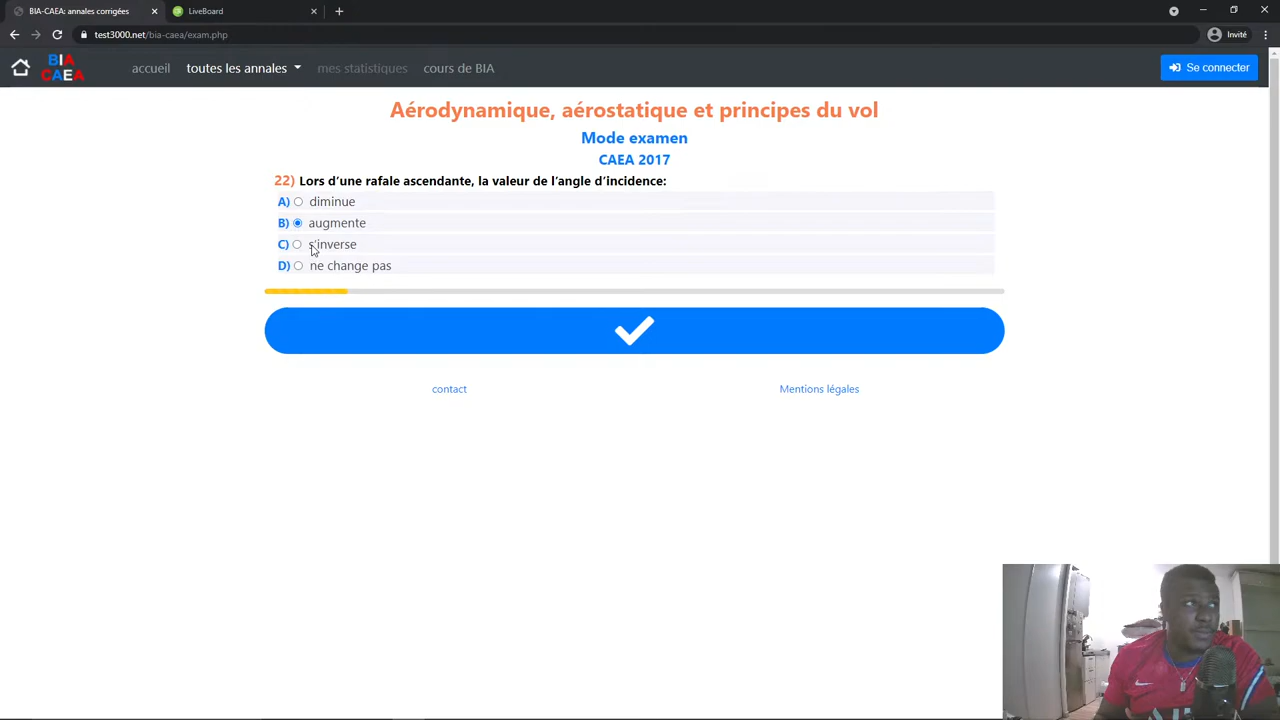 BIA-CAEA: annales corrigées
LiveBoard
test3000.net/bia-caea/exam.php
Invité
BIA
CAEA
accueil
toutes les annales
mes statistiques
cours de BIA
Se connecter
Aérodynamique, aérostatique et principes du vol
Mode examen
CAEA 2017
22) Lors d'une rafale ascendante, la valeur de l'angle d'incidence:
A) diminue
B) augmente
C) s'inverse
D) ne change pas
contact
Mentions légales